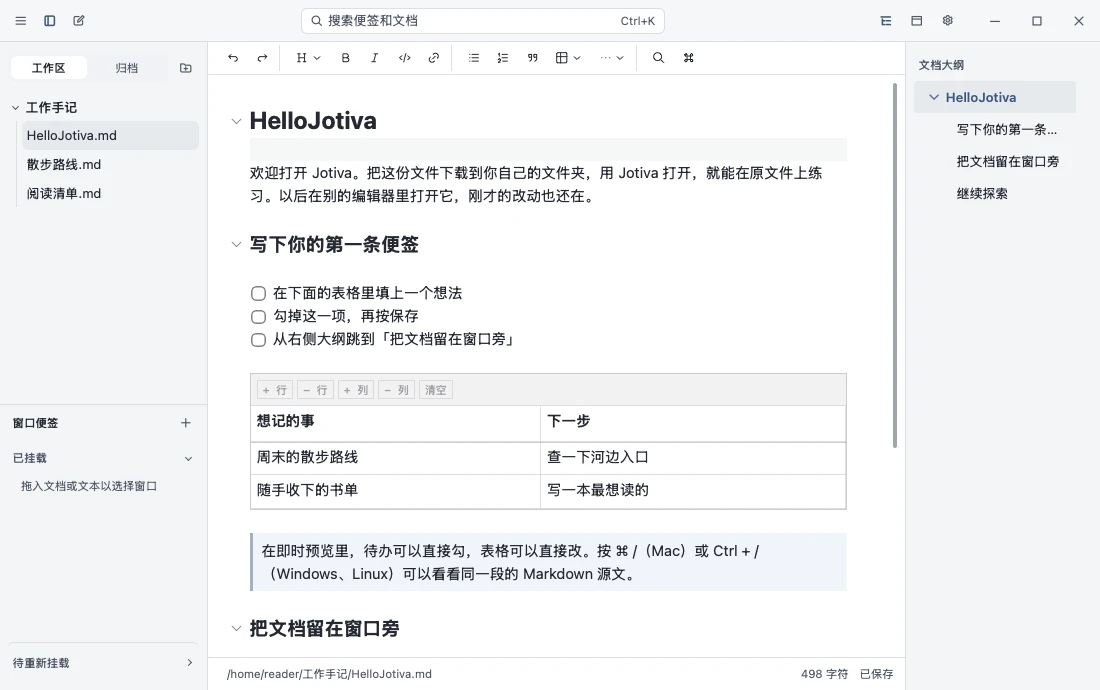 搜索便签和文档 Ctrl+K
工作区 归档
工作手记
HelloJotiva.md
散步路线.md
阅读清单.md
窗口便签
已挂载
拖入文档或文本以选择窗口
待重新挂载
H B I
HelloJotiva
欢迎打开 Jotiva。把这份文件下载到你自己的文件夹，用 Jotiva 打开，就能在原文件上练
习。以后在别的编辑器里打开它，刚才的改动也还在。
写下你的第一条便签
在下面的表格里填上一个想法
勾掉这一项，再按保存
从右侧大纲跳到「把文档留在窗口旁」
+ 行 − 行 + 列 − 列 清空
想记的事 下一步
周末的散步路线 查一下河边入口
随手收下的书单 写一本最想读的
在即时预览里，待办可以直接勾，表格可以直接改。按 ⌘ /（Mac）或 Ctrl + /
（Windows、Linux）可以看看同一段的 Markdown 源文。
把文档留在窗口旁
/home/reader/工作手记/HelloJotiva.md 498 字符 已保存
文档大纲
HelloJotiva
写下你的第一条...
把文档留在窗口旁
继续探索